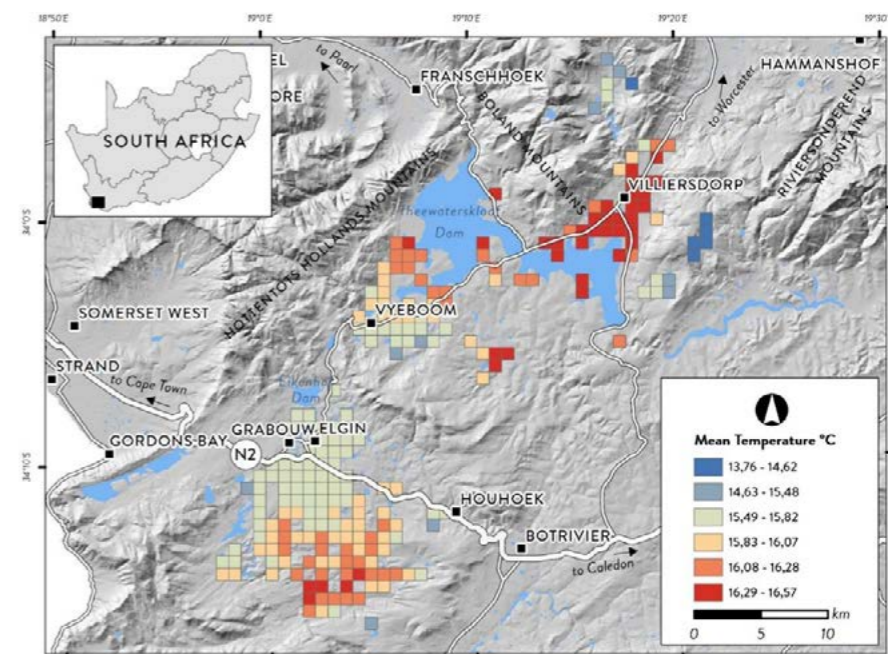 18°50'E
19°0'E
19°10'E
19°20'E
19°30'E
SOUTH AFRICA
EL
ORE
to Paarl
FRANSCHHOEK
BOLAND MOUNTAINS
to Worcester
HAMMANSHOF
RIVIERSONDEREND
MOUNTAINS
VILLIERSDORP
HOTTENTOTS HOLLANDS MOUNTAINS
Theewaterskloof
Dam
34°0'S
SOMERSET WEST
VYEBOOM
STRAND
to Cape Town
Eikenhof
Dam
GRABOUW
ELGIN
GORDONS BAY
N2
34°10'S
HOUHOEK
BOTRIVIER
to Caledon
Mean Temperature °C
13,76 - 14,62
14,63 - 15,48
15,49 - 15,82
15,83 - 16,07
16,08 - 16,28
16,29 - 16,57
km
0 5 10